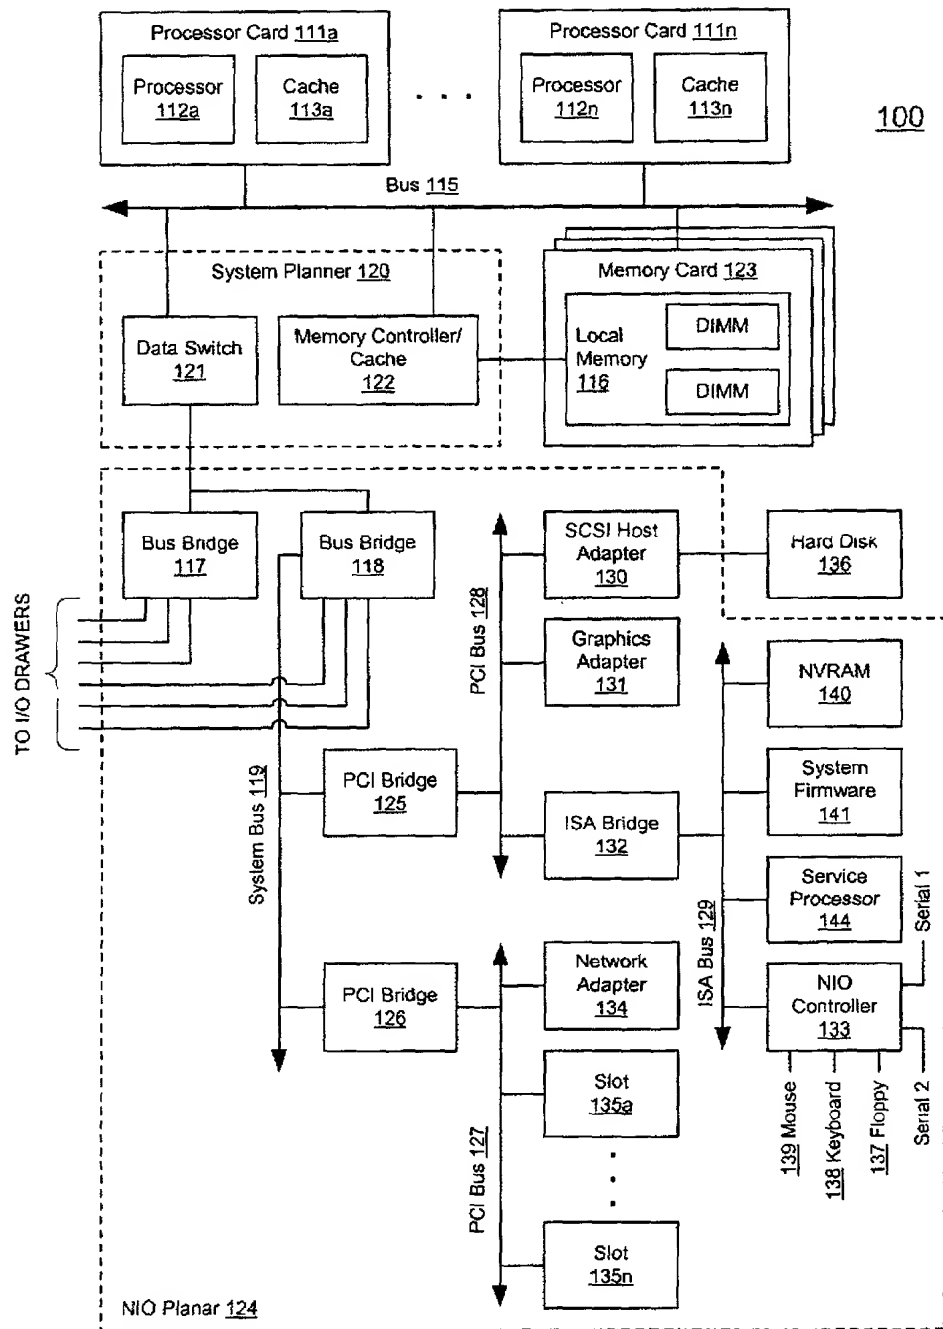 Processor Card 111a
Processor
112a
Cache
113a
. . .
Processor Card 111n
Processor
112n
Cache
113n
100
Bus 115
System Planner 120
Data Switch
121
Memory Controller/
Cache
122
Memory Card 123
Local
Memory
116
DIMM
DIMM
Bus Bridge
117
Bus Bridge
118
TO I/O DRAWERS
System Bus 119
PCI Bus 128
SCSI Host
Adapter
130
Hard Disk
136
Graphics
Adapter
131
PCI Bridge
125
ISA Bridge
132
ISA Bus 129
NVRAM
140
System
Firmware
141
Service
Processor
144
NIO
Controller
133
Serial 1
Serial 2
139 Mouse
138 Keyboard
137 Floppy
PCI Bridge
126
PCI Bus 127
Network
Adapter
134
Slot
135a
Slot
135n
NIO Planar 124